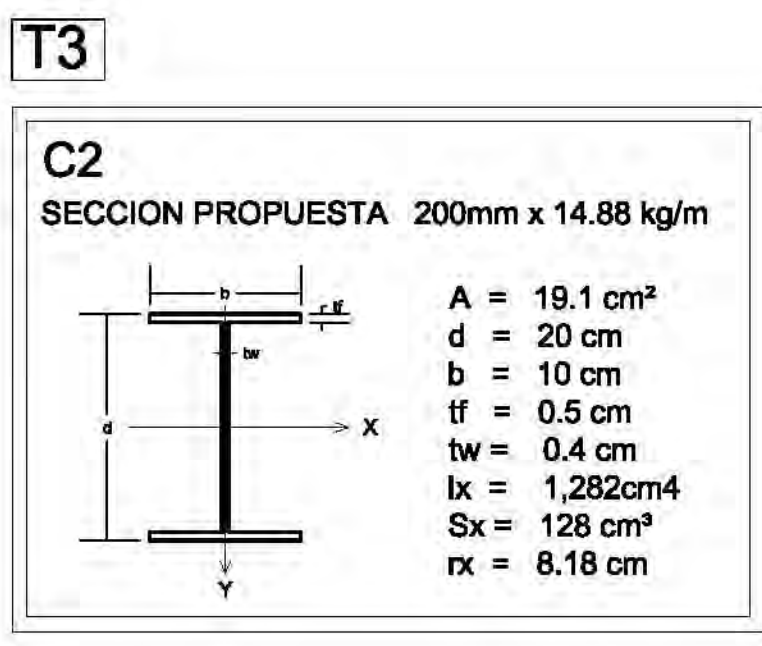 T3
C2
SECCION PROPUESTA 200mm x 14.88 kg/m
b
tf
tw
d
X
Y
A = 19.1 cm²
d = 20 cm
b = 10 cm
tf = 0.5 cm
tw = 0.4 cm
Ix = 1,282cm4
Sx = 128 cm³
rx = 8.18 cm